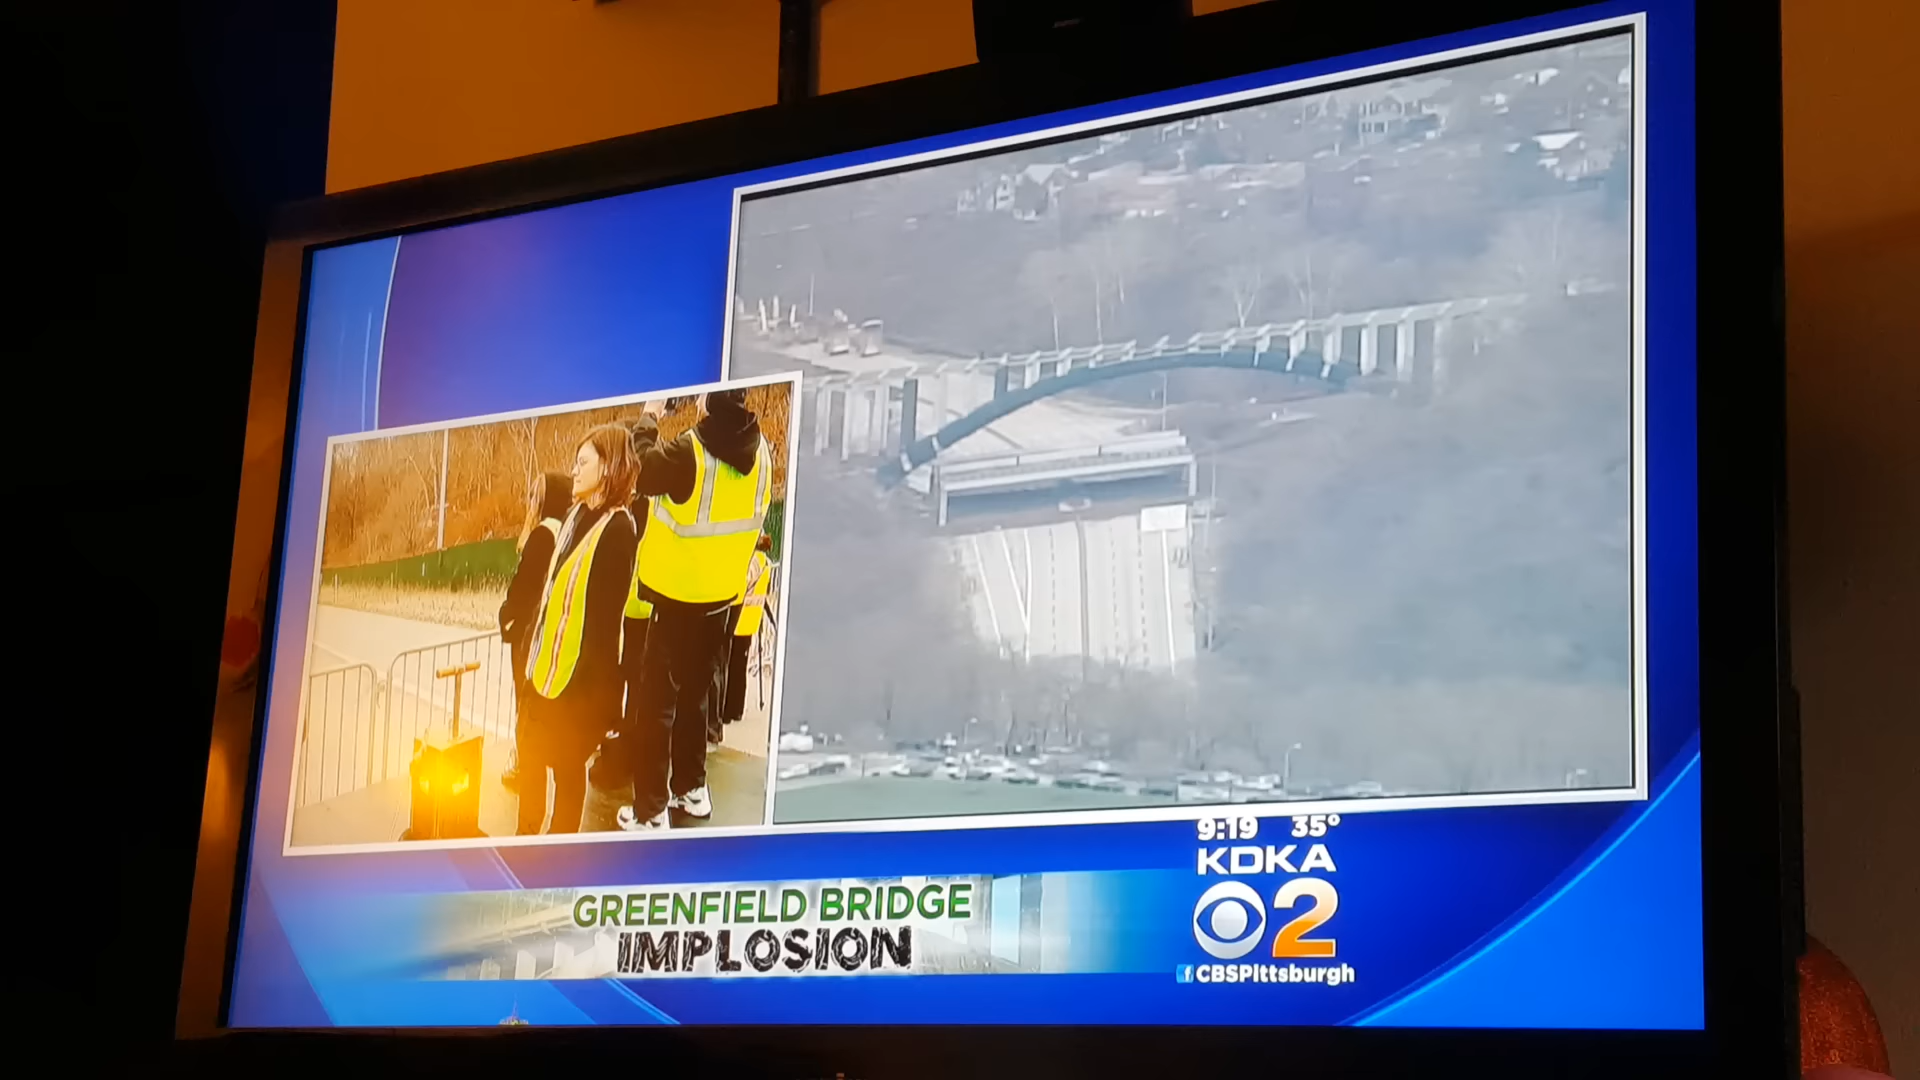 9:19 35°
KDKA
2
GREENFIELD BRIDGE
IMPLOSION
CBSPittsburgh